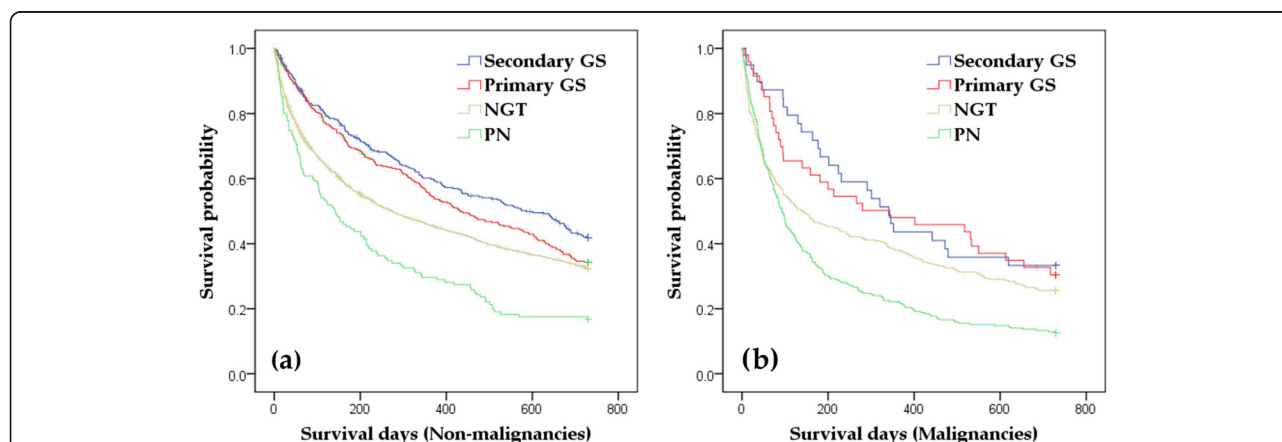 1.0
0.8
0.6
0.4
0.2
0.0
Survival probability
Secondary GS
Primary GS
NGT
PN
(a)
0
200
400
600
800
Survival days (Non-malignancies)
1.0
0.8
0.6
0.4
0.2
0.0
Survival probability
Secondary GS
Primary GS
NGT
PN
(b)
0
200
400
600
800
Survival days (Malignancies)